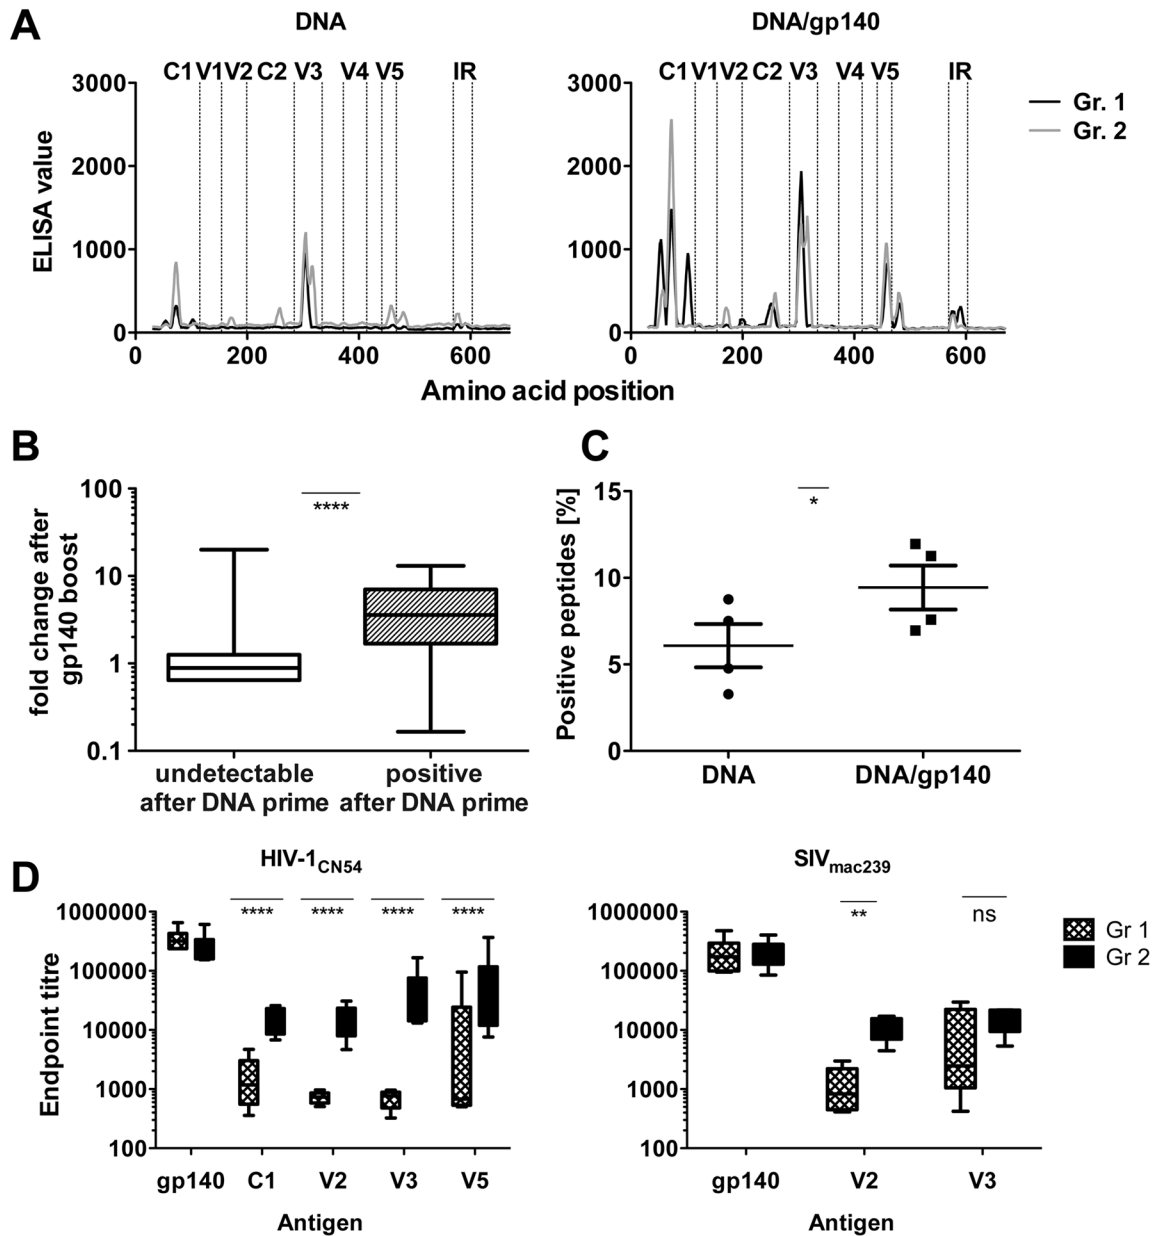 A
DNA
DNA/gp140
C1 V1 V2 C2 V3 V4 V5 IR
C1 V1 V2 C2 V3 V4 V5 IR
Gr. 1
Gr. 2
ELISA value
3000
2000
1000
0
3000
2000
1000
0
0 200 400 600
0 200 400 600
Amino acid position
B
fold change after
gp140 boost
100
10
1
0.1
****
undetectable
after DNA prime
positive
after DNA prime
C
Positive peptides [%]
15
10
5
0
*
DNA
DNA/gp140
D
HIV-1CN54
Endpoint titre
1000000
100000
10000
1000
100
**** **** **** ****
gp140 C1 V2 V3 V5
Antigen
SIVmac239
1000000
100000
10000
1000
100
** ns
gp140 V2 V3
Antigen
Gr 1
Gr 2